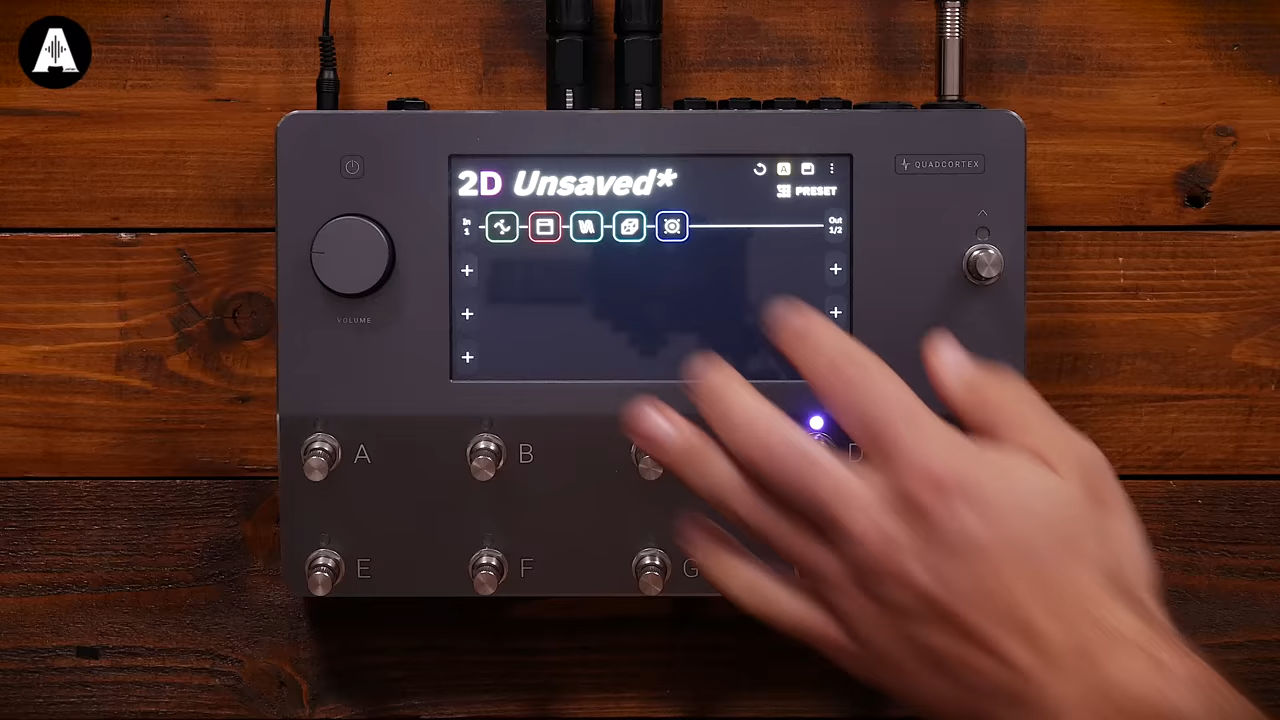 QUADCORTEX
2D Unsaved*
A
PRESET
In
1
Out
1/2
VOLUME
A
B
D
E
F
G